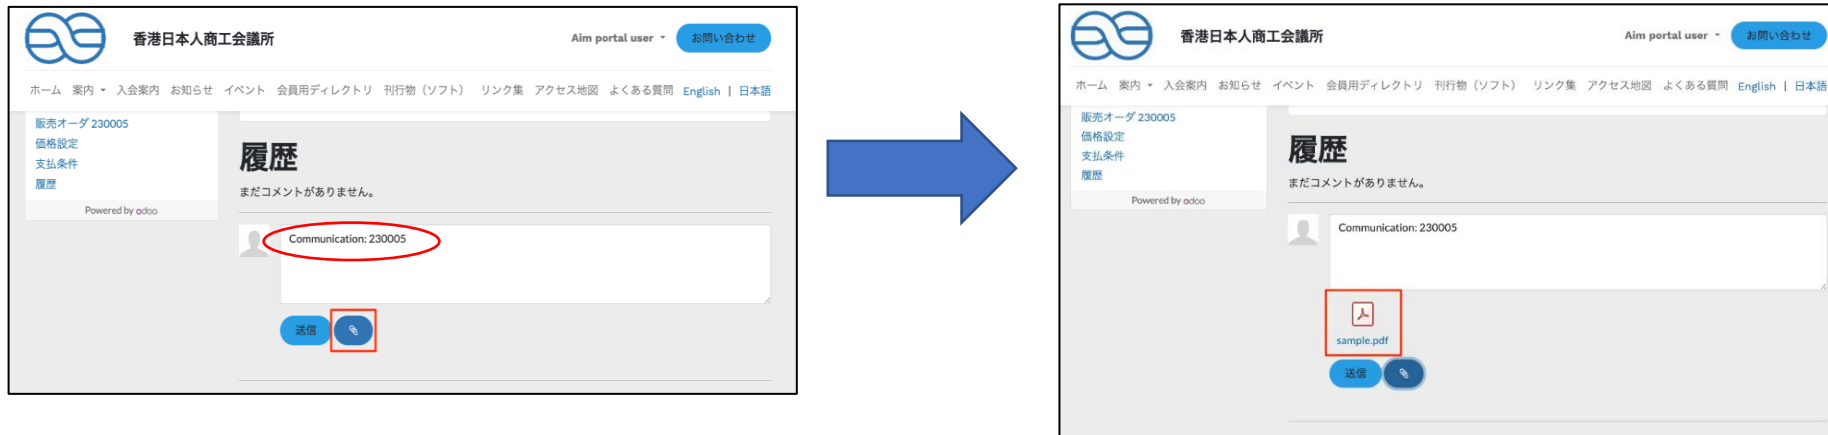 香港日本人商工会議所
Aim portal user
お問い合わせ
ホーム 案内 入会案内 お知らせ イベント 会員用ディレクトリ 刊行物（ソフト） リンク集 アクセス地図 よくある質問 English | 日本語
販売オーダ 230005
価格設定
支払条件
履歴
Powered by odoo
履歴
まだコメントがありません。
Communication: 230005
送信
香港日本人商工会議所
Aim portal user
お問い合わせ
ホーム 案内 入会案内 お知らせ イベント 会員用ディレクトリ 刊行物（ソフト） リンク集 アクセス地図 よくある質問 English | 日本語
販売オーダ 230005
価格設定
支払条件
履歴
Powered by odoo
履歴
まだコメントがありません。
Communication: 230005
sample.pdf
送信